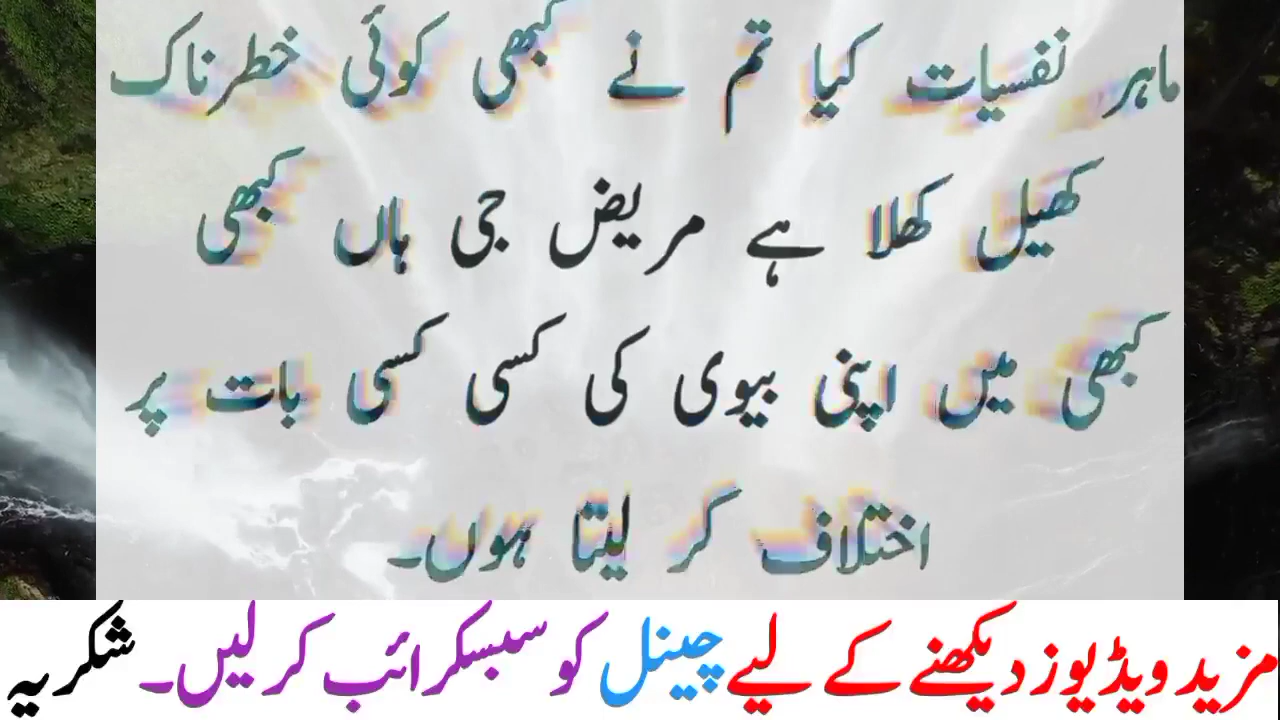 ماہر نفسیات کیا تم نے کبھی کوئی خطرناک
کھیل کھلا ہے مریض جی ہاں کبھی
کبھی میں اپنی بیوی کی کسی کسی بات پر
اختلاف کر لیتا ہوں۔
مزید ویڈیوز دیکھنے کے لیے چینل کو سبسکرائب کر لیں۔ شکریہ